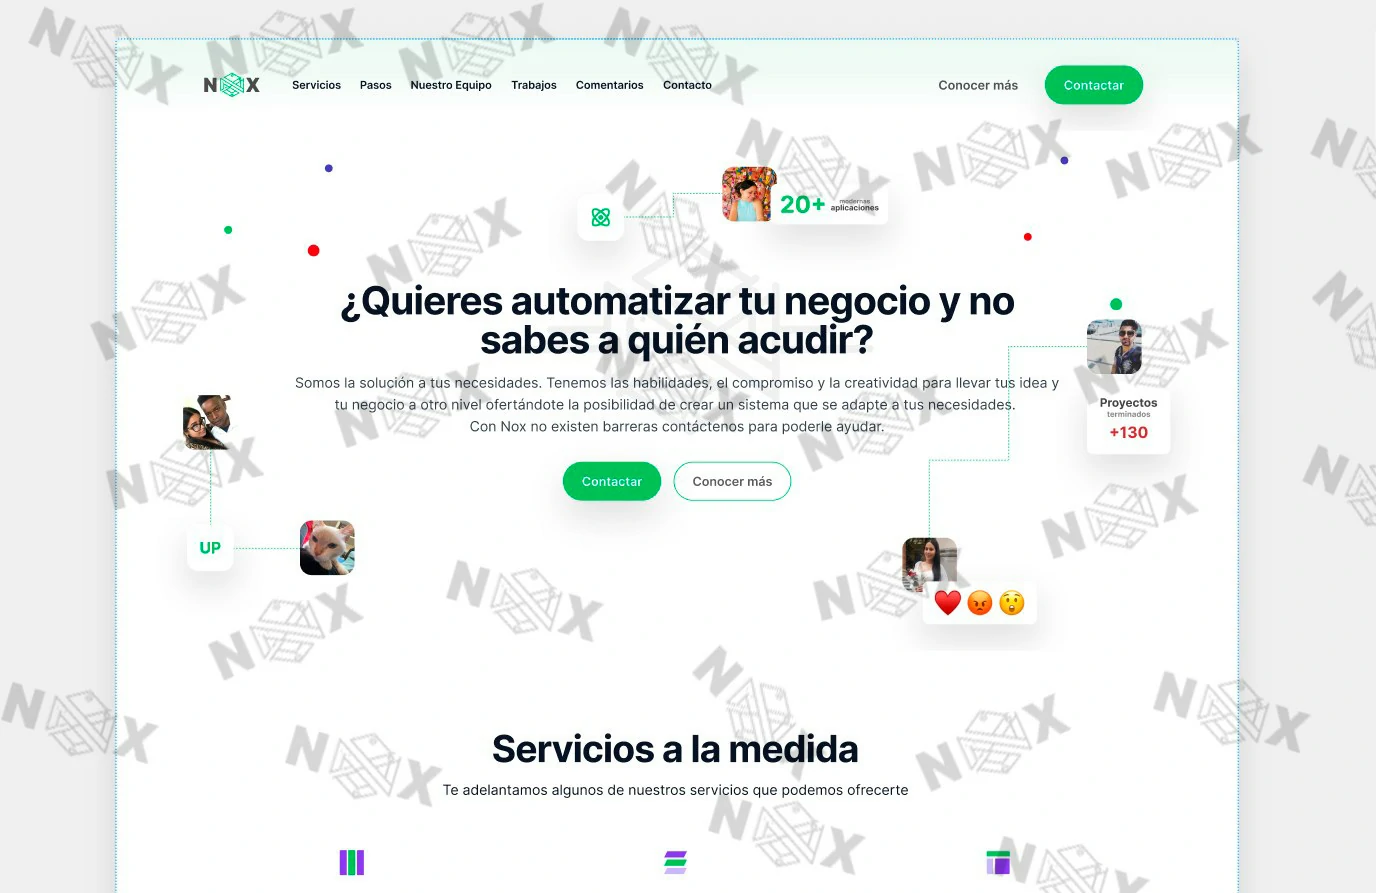 NOX
Servicios
Pasos
Nuestro Equipo
Trabajos
Comentarios
Contacto
Conocer más
Contactar
20+
modernas
aplicaciones
¿Quieres automatizar tu negocio y no
sabes a quién acudir?
Somos la solución a tus necesidades. Tenemos las habilidades, el compromiso y la creatividad para llevar tus idea y
tu negocio a otro nivel ofertándote la posibilidad de crear un sistema que se adapte a tus necesidades.
Con Nox no existen barreras contáctenos para poderle ayudar.
Contactar
Conocer más
Proyectos
terminados
+130
UP
Servicios a la medida
Te adelantamos algunos de nuestros servicios que podemos ofrecerte